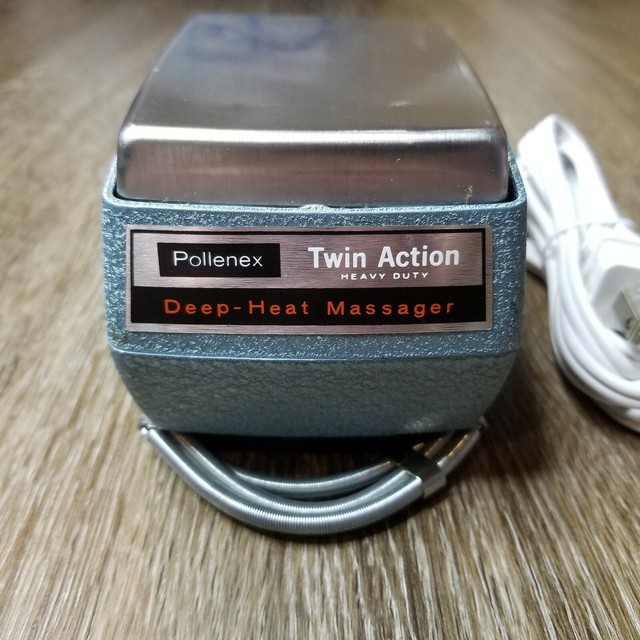 Pollenex
Twin Action
HEAVY DUTY
Deep-Heat Massager